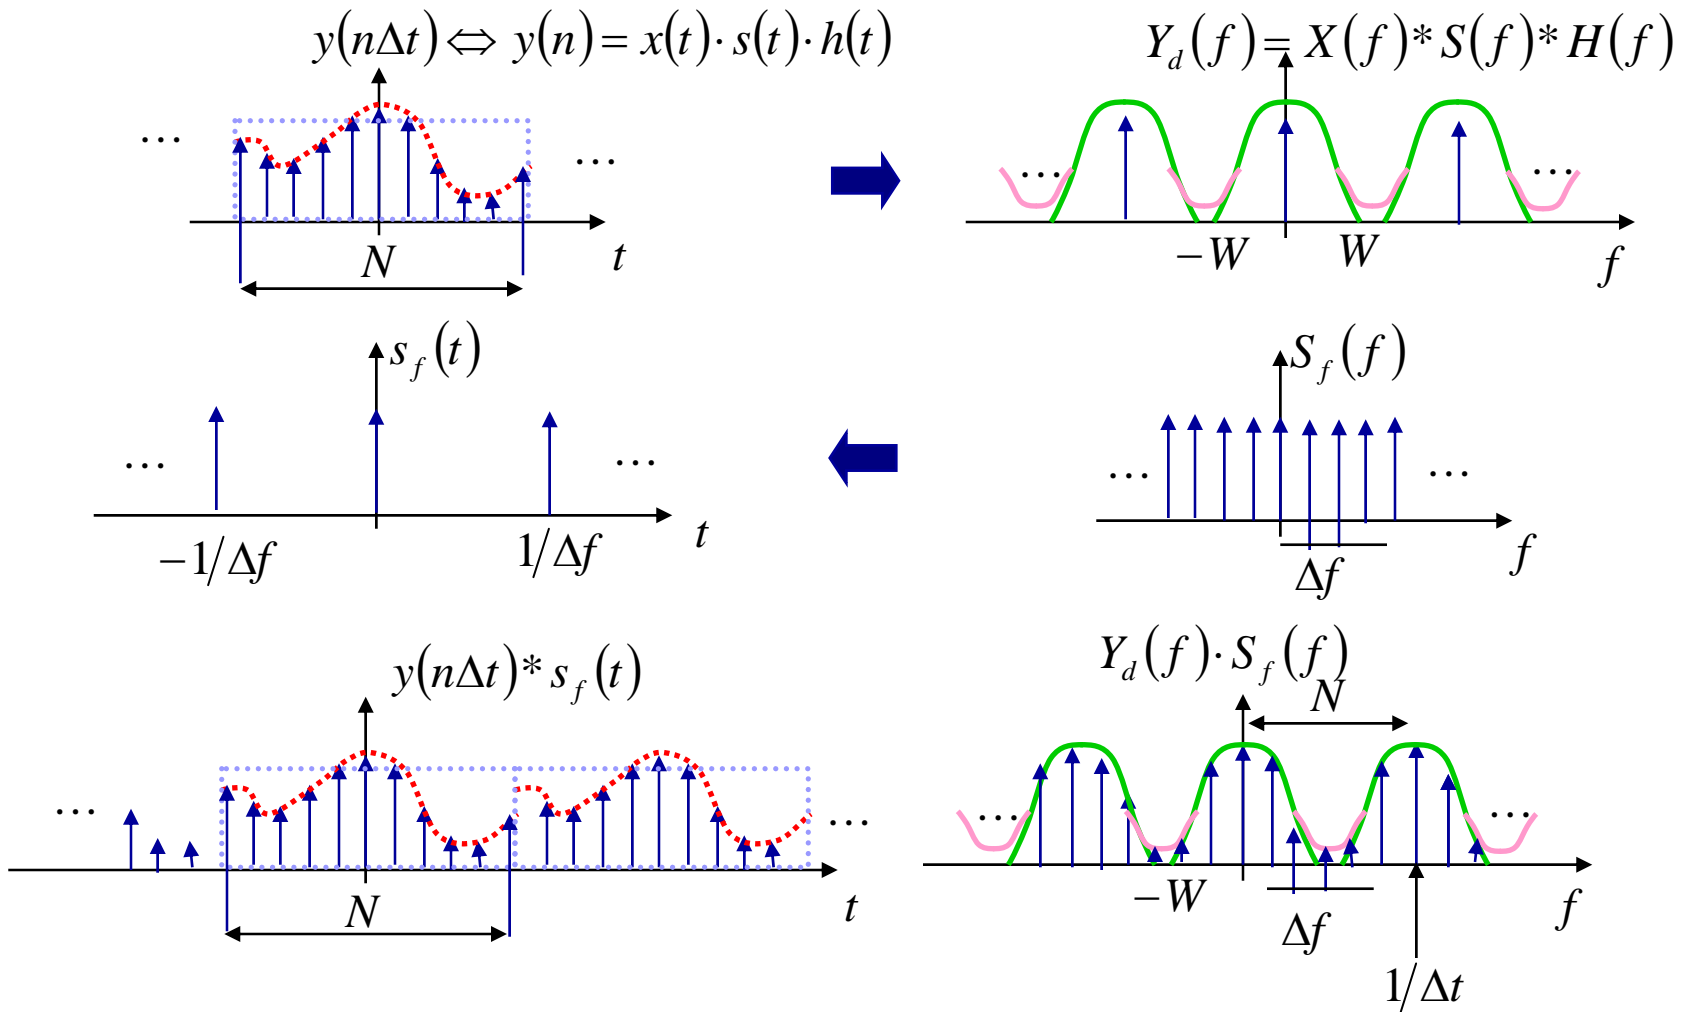 y(nΔt) ⇔ y(n) = x(t)·s(t)·h(t)
Y_d(f) = X(f)*S(f)*H(f)
…
…
N
t
…
…
−W
W
f
s_f(t)
…
…
−1/Δf
1/Δf
t
S_f(f)
…
…
Δf
f
y(nΔt)*s_f(t)
…
…
N
t
Y_d(f)·S_f(f)
N
…
…
−W
Δf
f
1/Δt